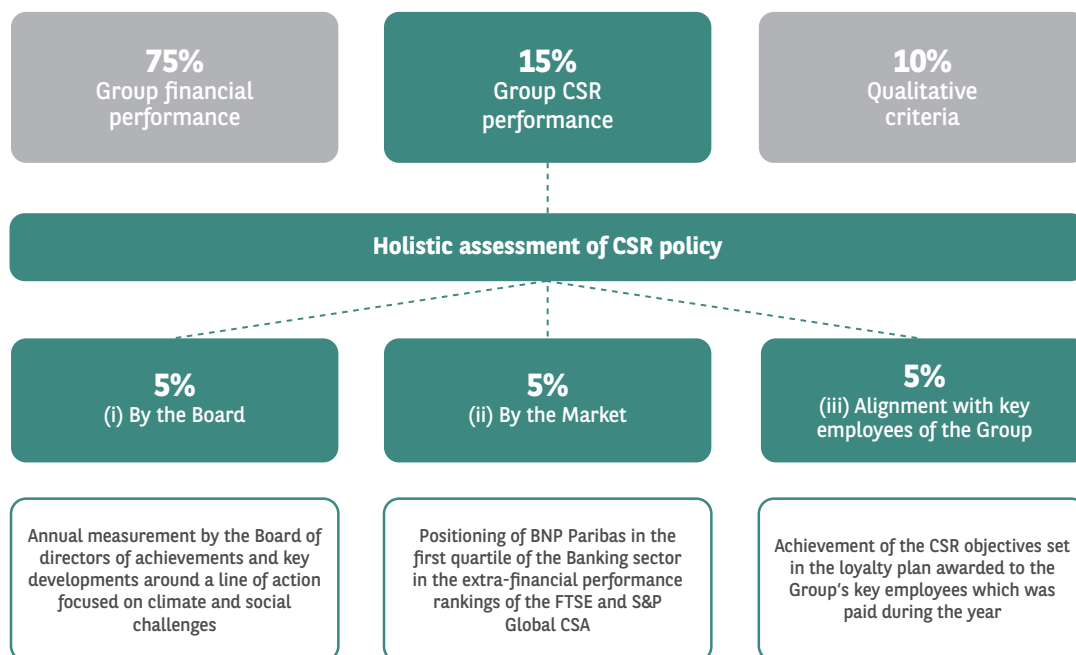 75%
Group financial
performance
15%
Group CSR
performance
10%
Qualitative
criteria
Holistic assessment of CSR policy
5%
(i) By the Board
5%
(ii) By the Market
5%
(iii) Alignment with key
employees of the Group
Annual measurement by the Board of
directors of achievements and key
developments around a line of action
focused on climate and social
challenges
Positioning of BNP Paribas in the
first quartile of the Banking sector
in the extra-financial performance
rankings of the FTSE and S&P
Global CSA
Achievement of the CSR objectives set
in the loyalty plan awarded to the
Group's key employees which was
paid during the year